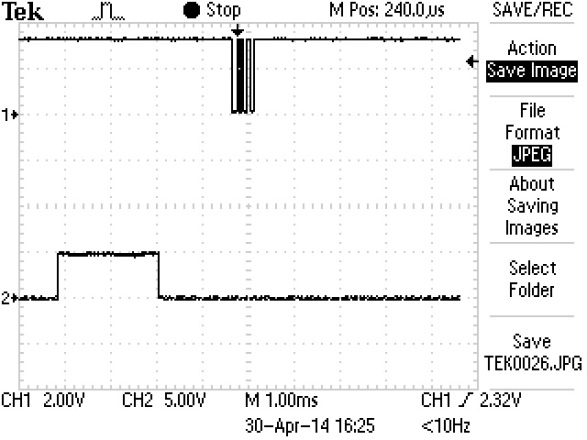 Tek Stop M Pos: 240.0µs SAVE/REC
Action
Save Image
1
File
Format
JPEG
About
Saving
Images
Select
Folder
2
Save
TEK0026.JPG
CH1 2.00V CH2 5.00V M 1.00ms CH1 2.32V
30-Apr-14 16:25 <10Hz